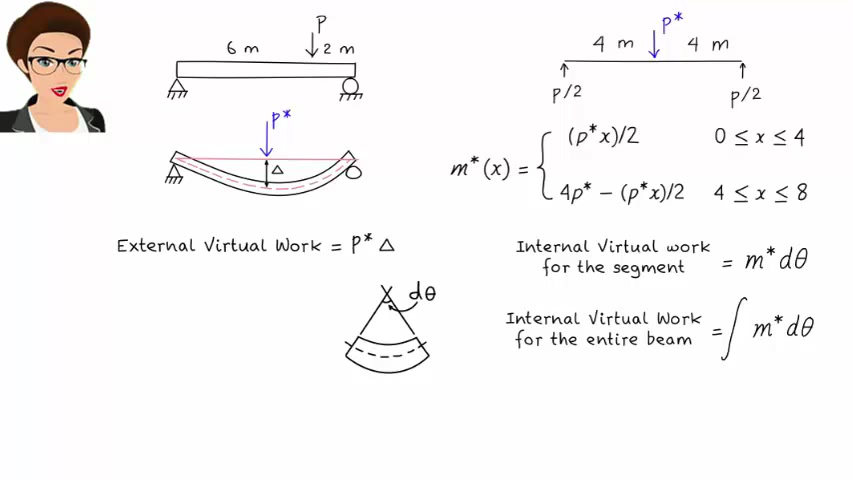 P
6 m
2 m
P*
Δ
External Virtual Work = P* Δ
dθ
P*
4 m
4 m
P/2
P/2
m*(x) =
(P*x)/2 0 ≤ x ≤ 4
4P* − (P*x)/2 4 ≤ x ≤ 8
Internal Virtual work
for the segment = m*dθ
Internal Virtual Work
for the entire beam = ∫ m*dθ